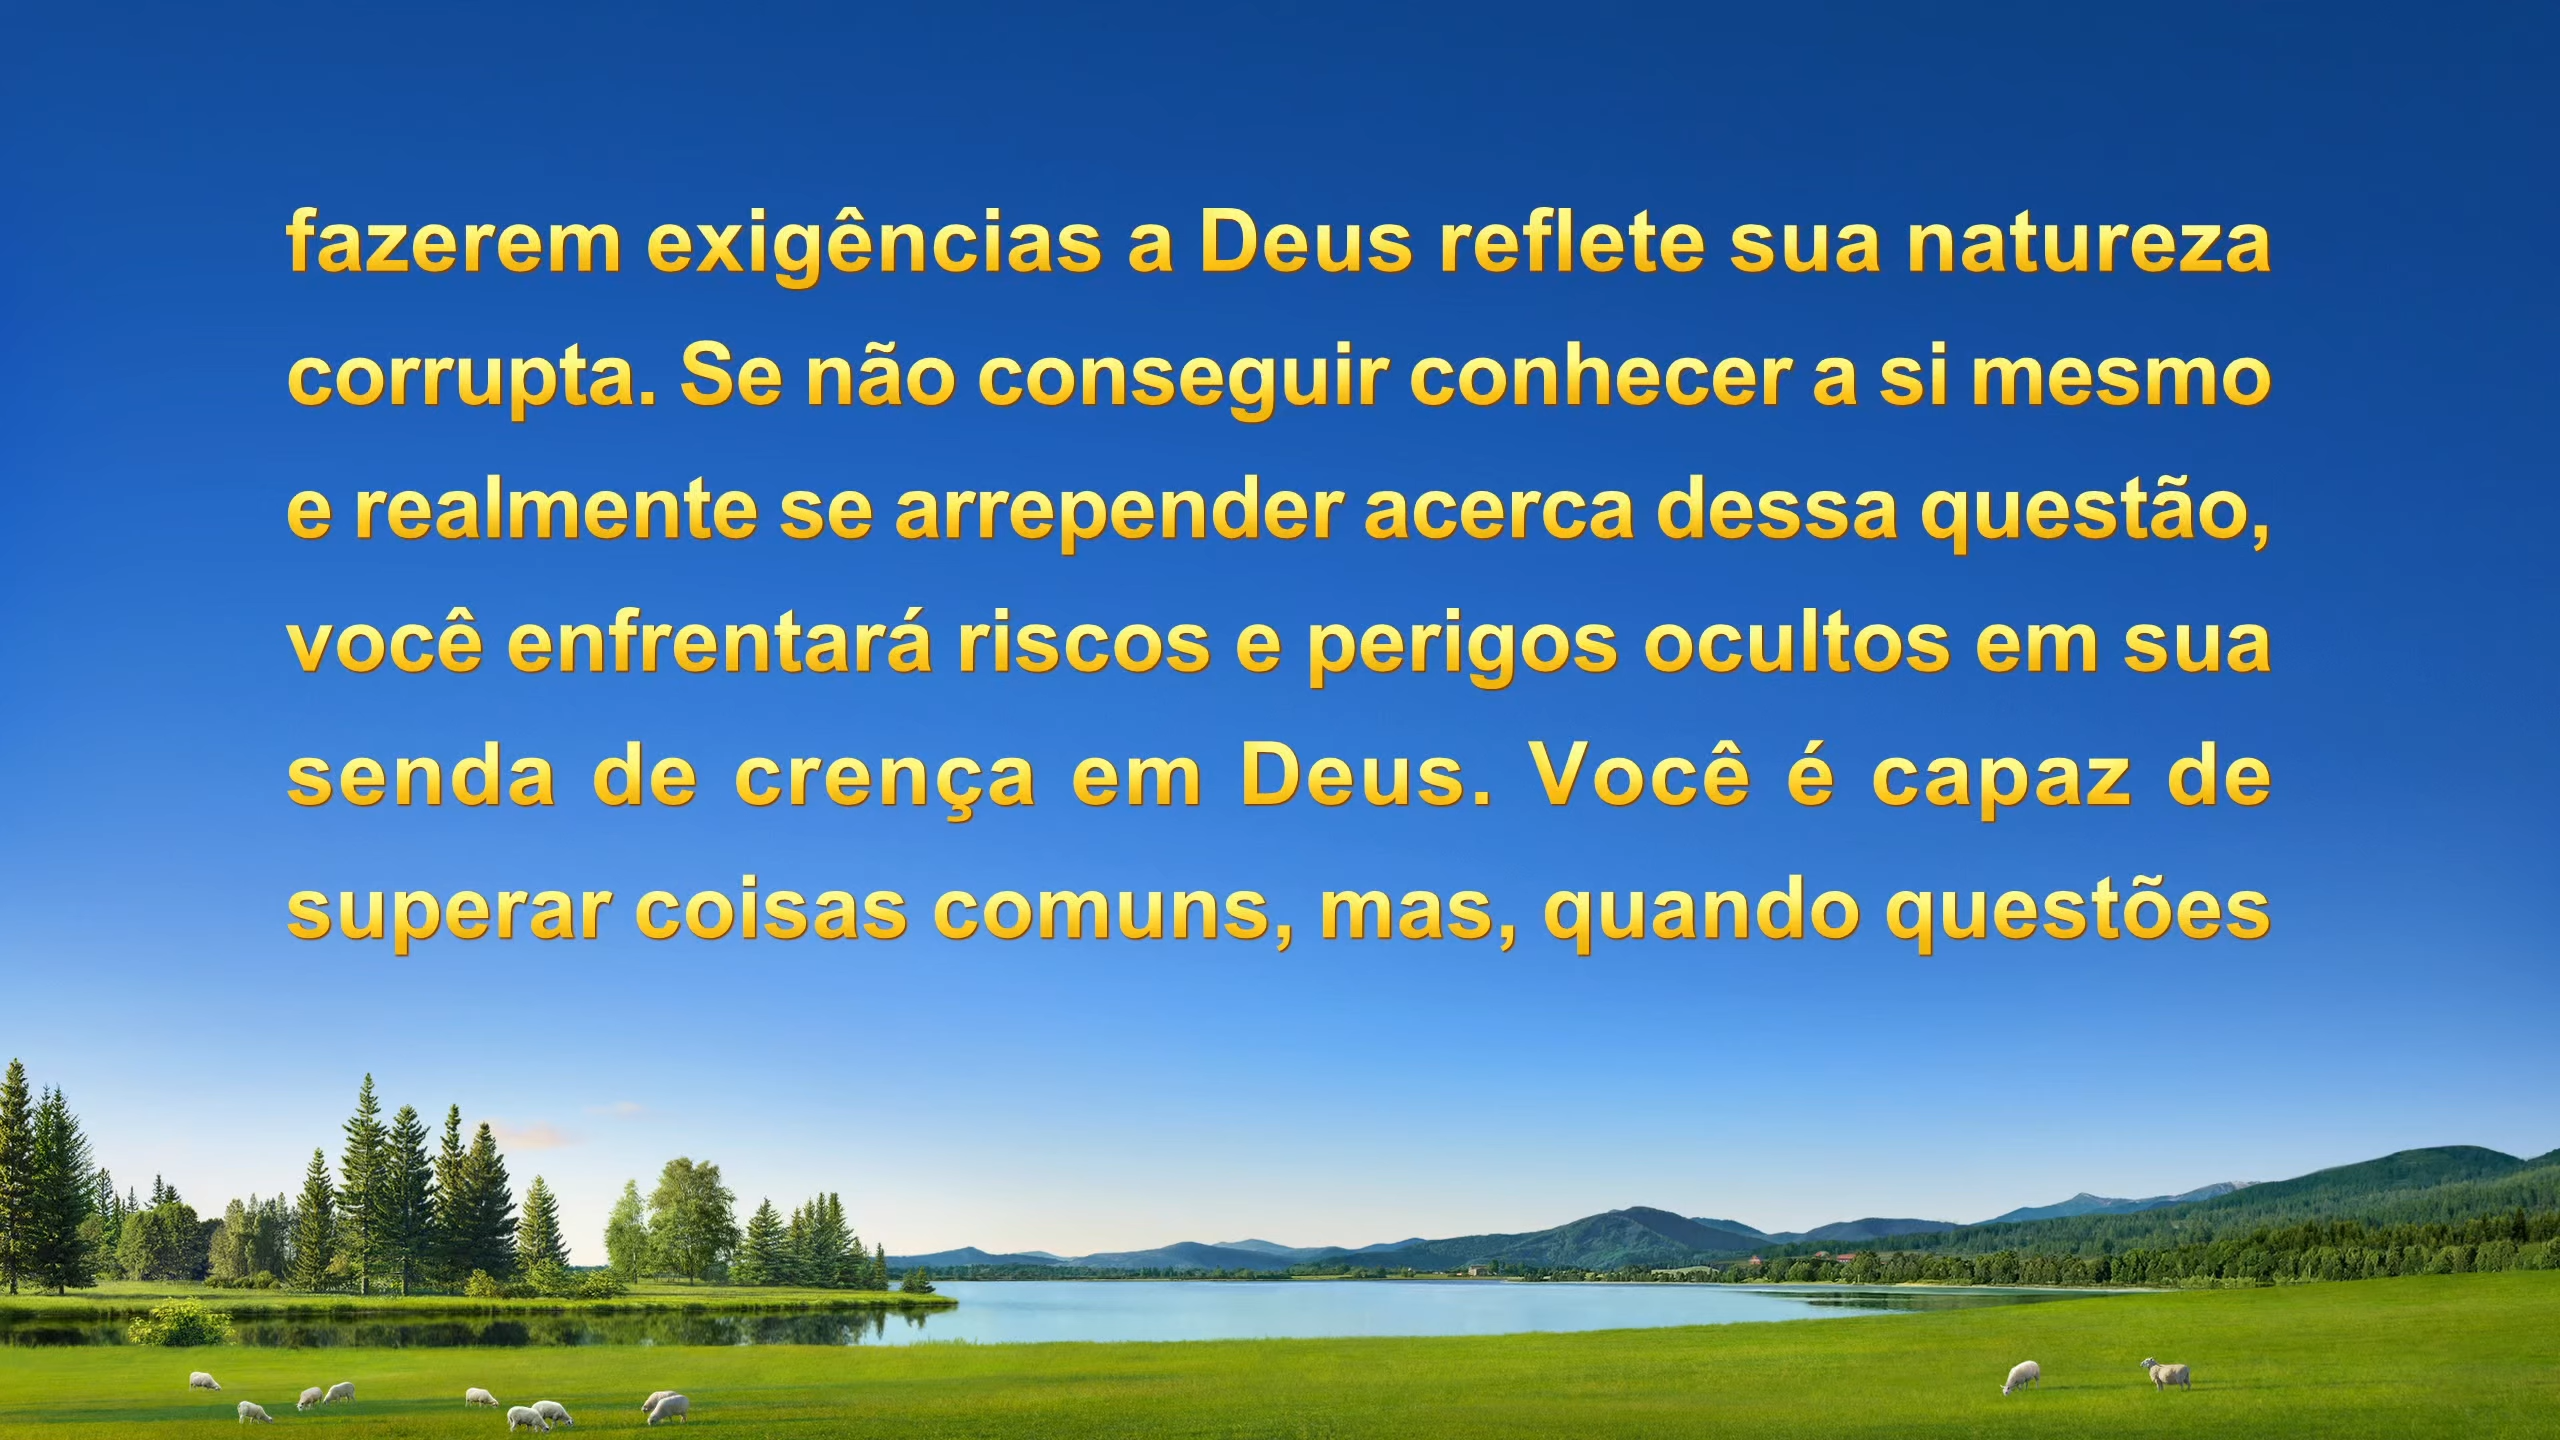 fazerem exigências a Deus reflete sua natureza
corrupta. Se não conseguir conhecer a si mesmo
e realmente se arrepender acerca dessa questão,
você enfrentará riscos e perigos ocultos em sua
senda de crença em Deus. Você é capaz de
superar coisas comuns, mas, quando questões